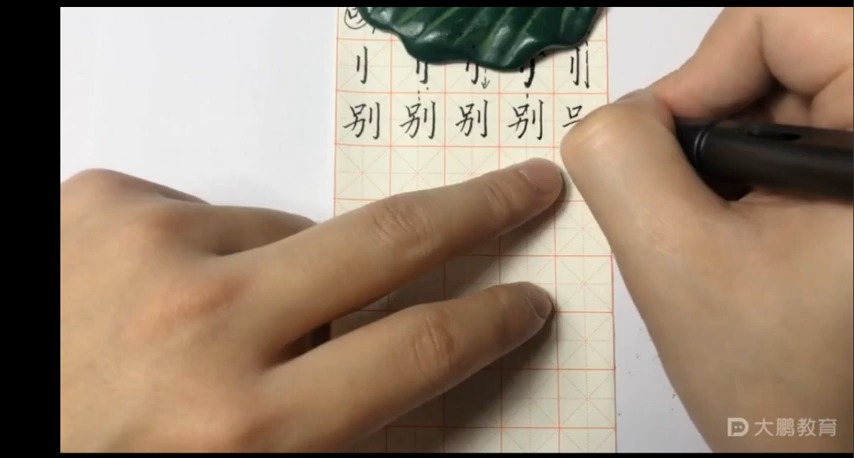 刂 刂 刂 刂 刂
别 别 别 别
大鹏教育